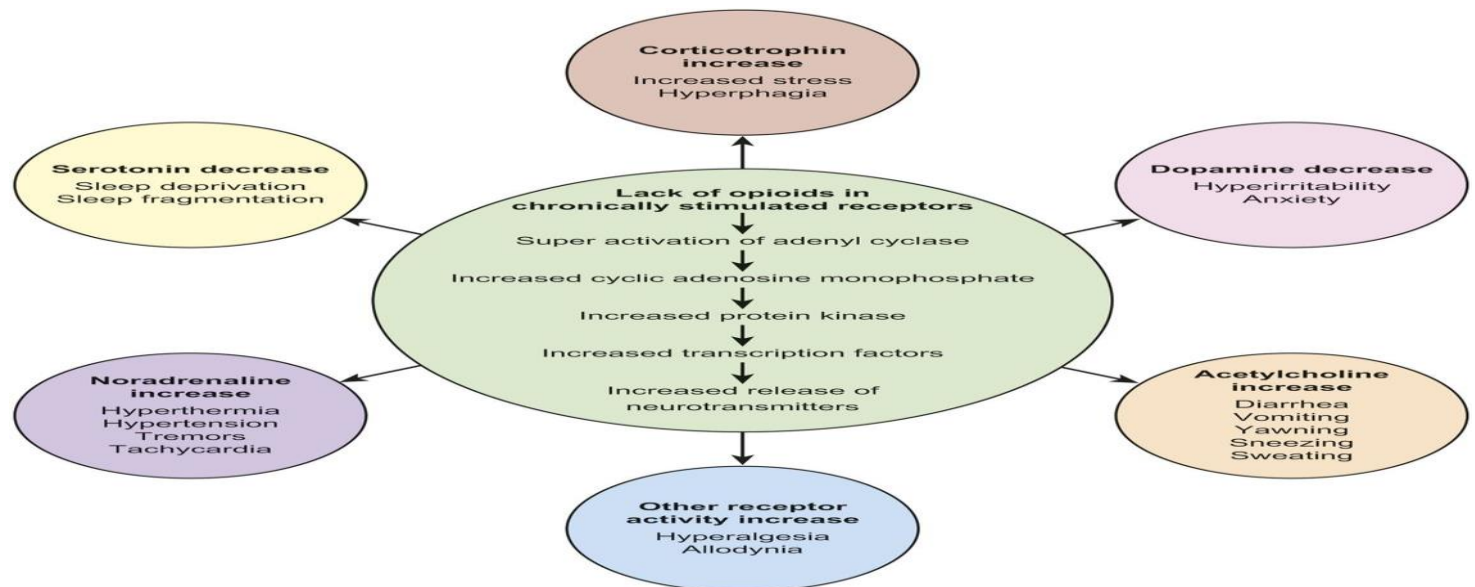 Corticotrophin
increase
Increased stress
Hyperphagia
Serotonin decrease
Sleep deprivation
Sleep fragmentation
Dopamine decrease
Hyperirritability
Anxiety
Lack of opioids in
chronically stimulated receptors
Super activation of adenyl cyclase
Increased cyclic adenosine monophosphate
Increased protein kinase
Increased transcription factors
Increased release of
neurotransmitters
Noradrenaline
increase
Hyperthermia
Hypertension
Tremors
Tachycardia
Acetylcholine
increase
Diarrhea
Vomiting
Yawning
Sneezing
Sweating
Other receptor
activity increase
Hyperalgesia
Allodynia